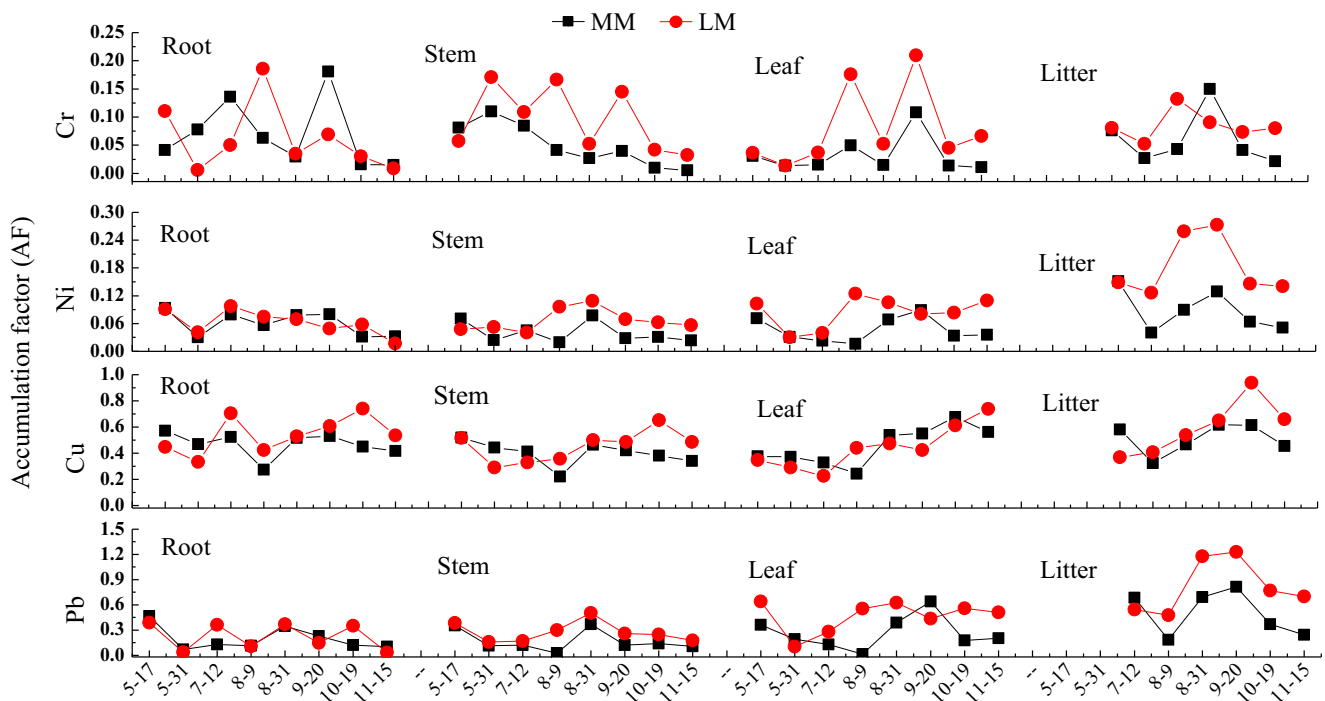 MM LM
Accumulation factor (AF)
Cr
0.25
0.20
0.15
0.10
0.05
0.00
Root
Stem
Leaf
Litter
Ni
0.30
0.24
0.18
0.12
0.06
0.00
Root
Stem
Leaf
Litter
Cu
1.0
0.8
0.6
0.4
0.2
0.0
Root
Stem
Leaf
Litter
Pb
1.5
1.2
0.9
0.6
0.3
0.0
Root
Stem
Leaf
Litter
5-17 5-31 7-12 8-9 8-31 9-20 10-19 11-15 -- 5-17 5-31 7-12 8-9 8-31 9-20 10-19 11-15 -- 5-17 5-31 7-12 8-9 8-31 9-20 10-19 11-15 -- 5-17 5-31 7-12 8-9 8-31 9-20 10-19 11-15